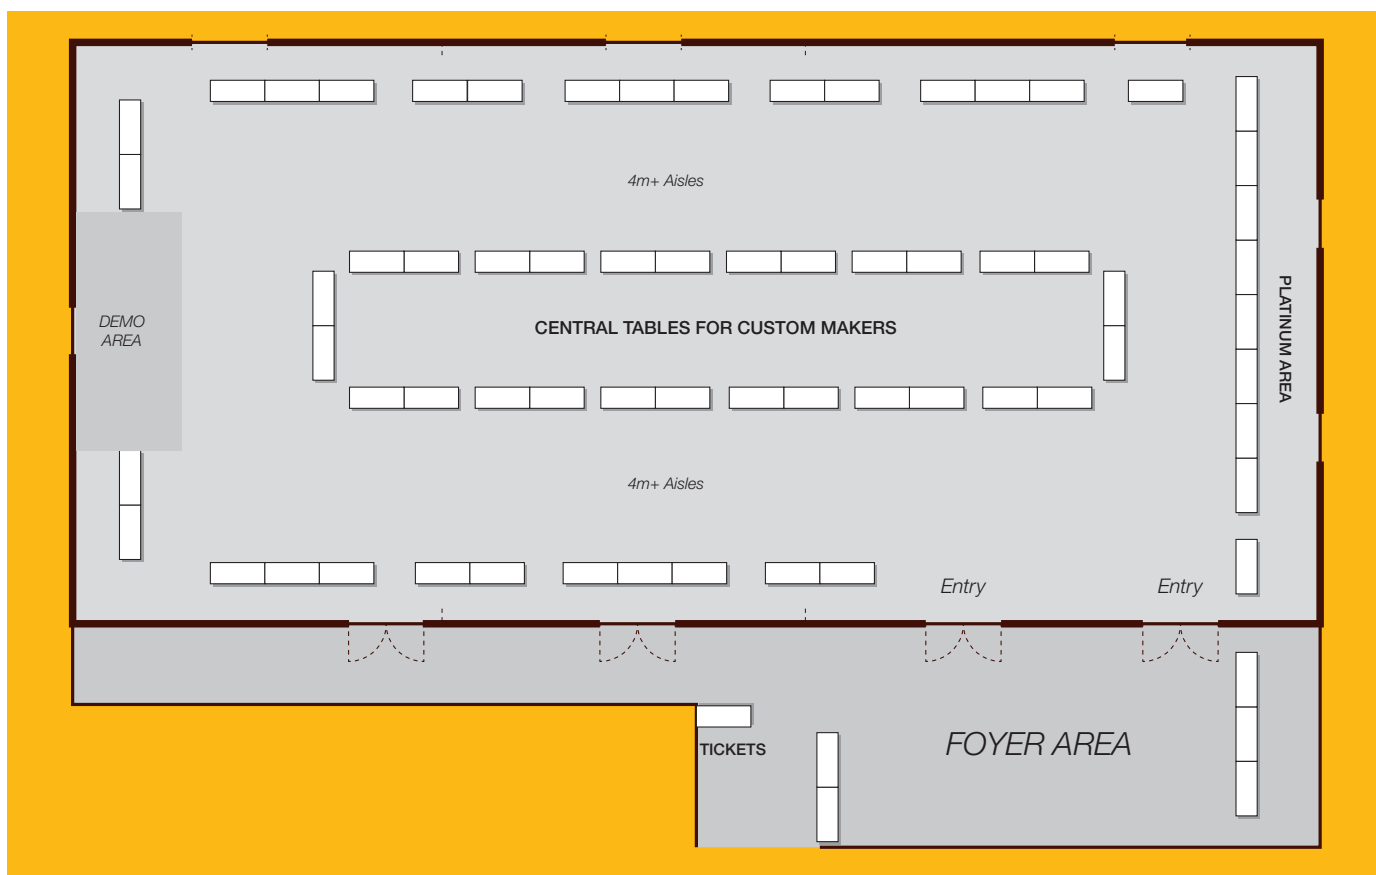 4m+ Aisles
DEMO
AREA
CENTRAL TABLES FOR CUSTOM MAKERS
PLATINUM AREA
4m+ Aisles
Entry
Entry
TICKETS
FOYER AREA